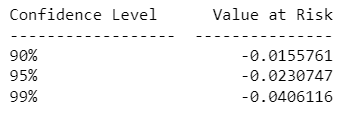 Confidence Level Value at Risk
------------------ ---------------
90% -0.0155761
95% -0.0230747
99% -0.0406116